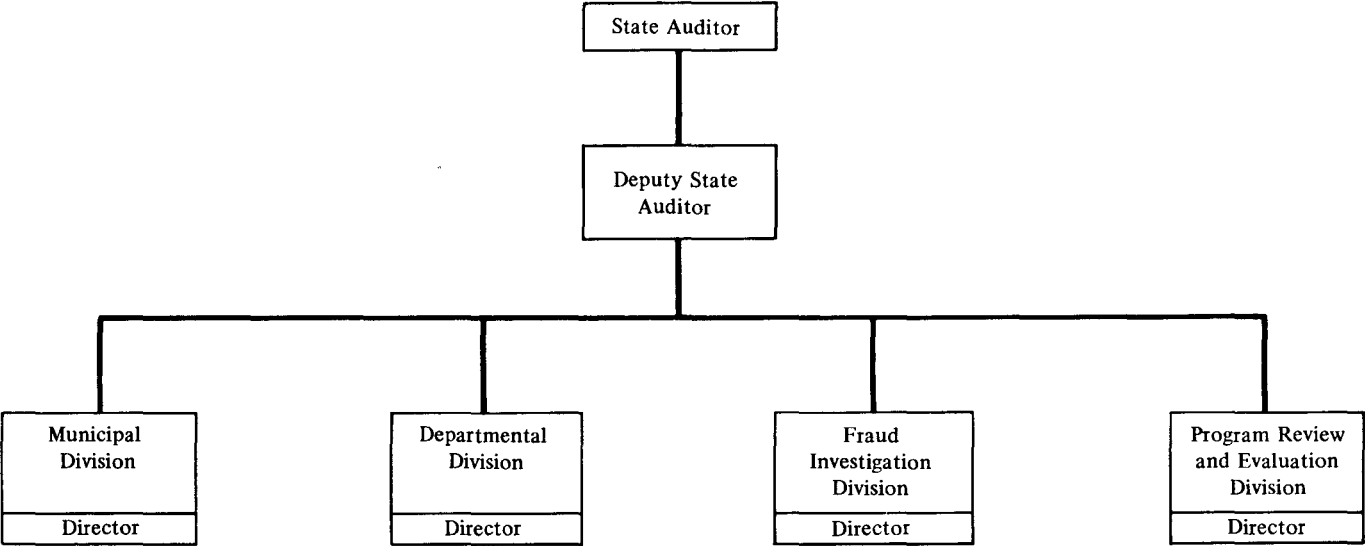 State Auditor
Deputy State
Auditor
Municipal
Division
Director
Departmental
Division
Director
Fraud
Investigation
Division
Director
Program Review
and Evaluation
Division
Director